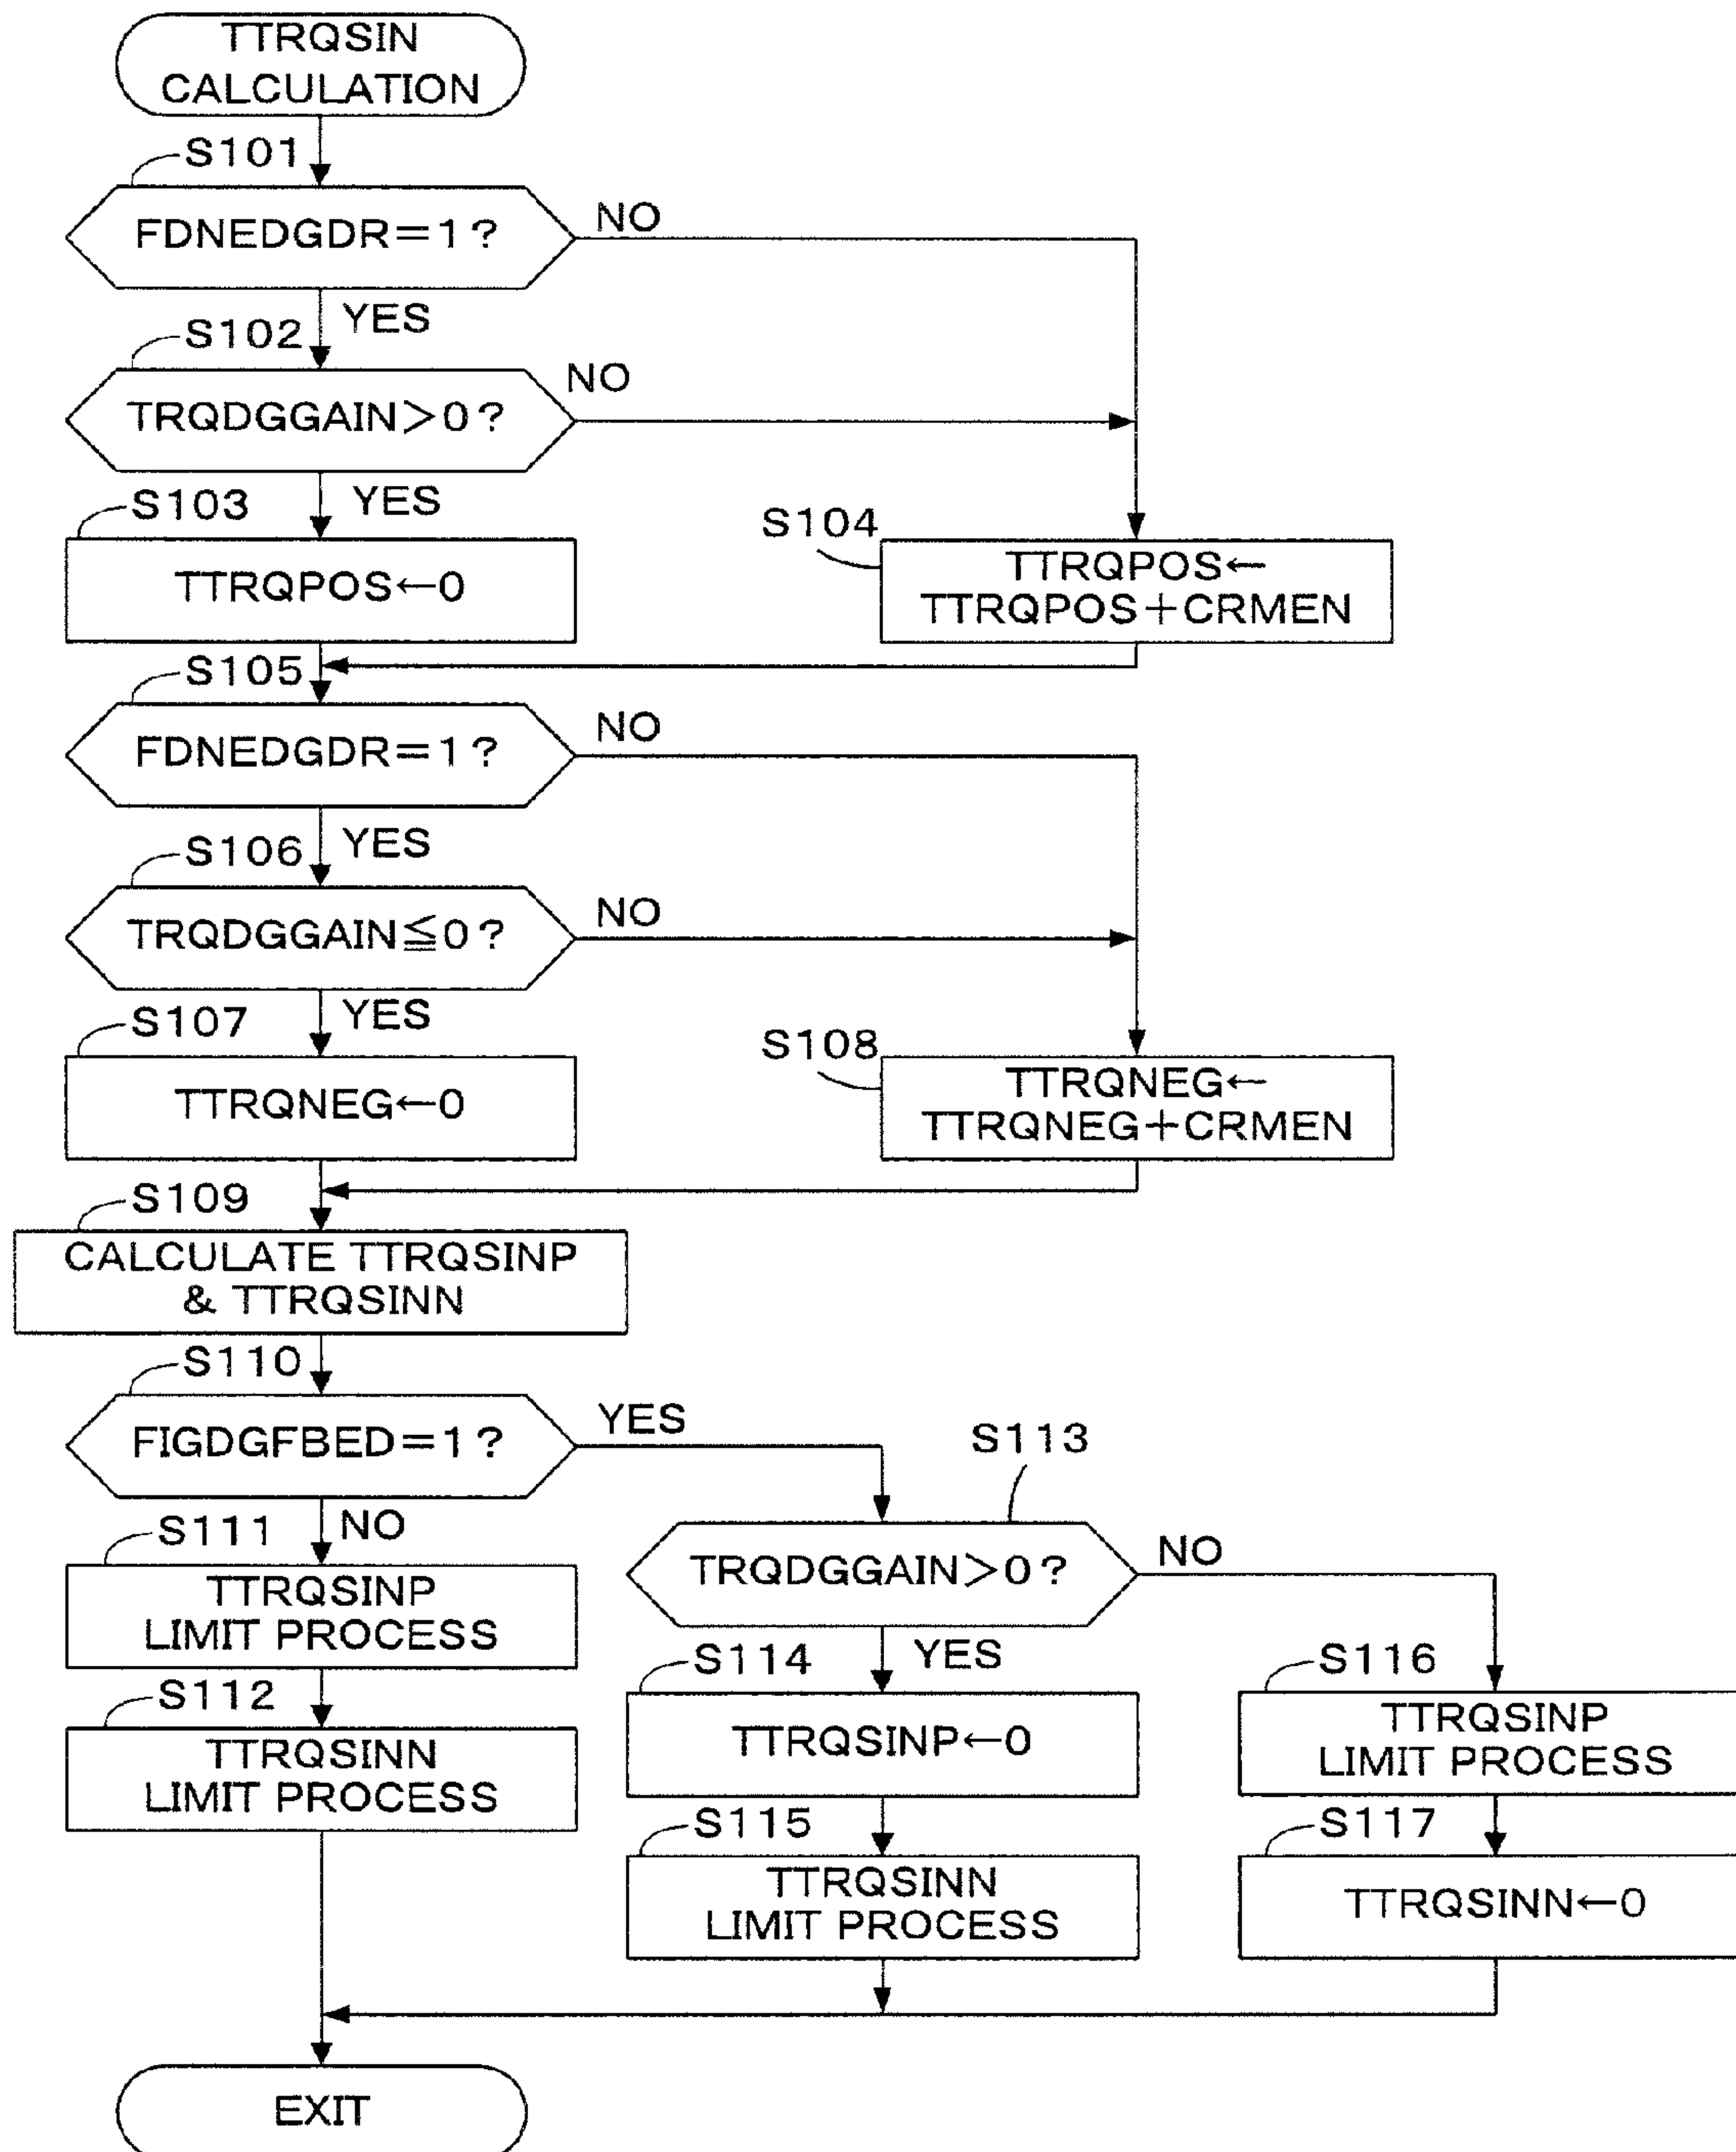 TTRQSIN
CALCULATION
S101
FDNEDGDR=1?
NO
YES
S102
TRQDGGAIN>0?
NO
YES
S103
TTRQPOS←0
S104
TTRQPOS←
TTRQPOS+CRMEN
S105
FDNEDGDR=1?
NO
YES
S106
TRQDGGAIN≦0?
NO
YES
S107
TTRQNEG←0
S108
TTRQNEG←
TTRQNEG+CRMEN
S109
CALCULATE TTRQSINP
& TTRQSINN
S110
FIGDGFBED=1?
YES
NO
S111
TTRQSINP
LIMIT PROCESS
S112
TTRQSINN
LIMIT PROCESS
S113
TRQDGGAIN>0?
NO
YES
S114
TTRQSINP←0
S115
TTRQSINN
LIMIT PROCESS
S116
TTRQSINP
LIMIT PROCESS
S117
TTRQSINN←0
EXIT